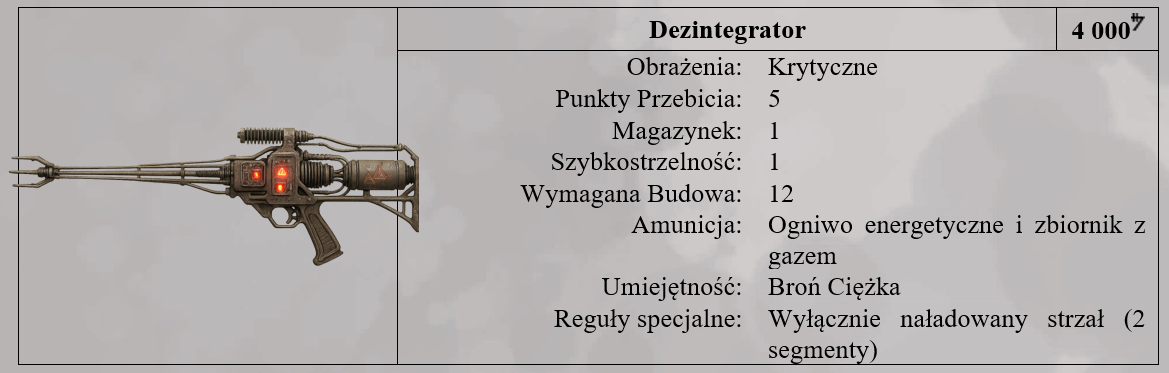 Dezintegrator 4 000
Obrażenia: Krytyczne
Punkty Przebicia: 5
Magazynek: 1
Szybkostrzelność: 1
Wymagana Budowa: 12
Amunicja: Ogniwo energetyczne i zbiornik z
gazem
Umiejętność: Broń Ciężka
Reguły specjalne: Wyłącznie naładowany strzał (2
segmenty)